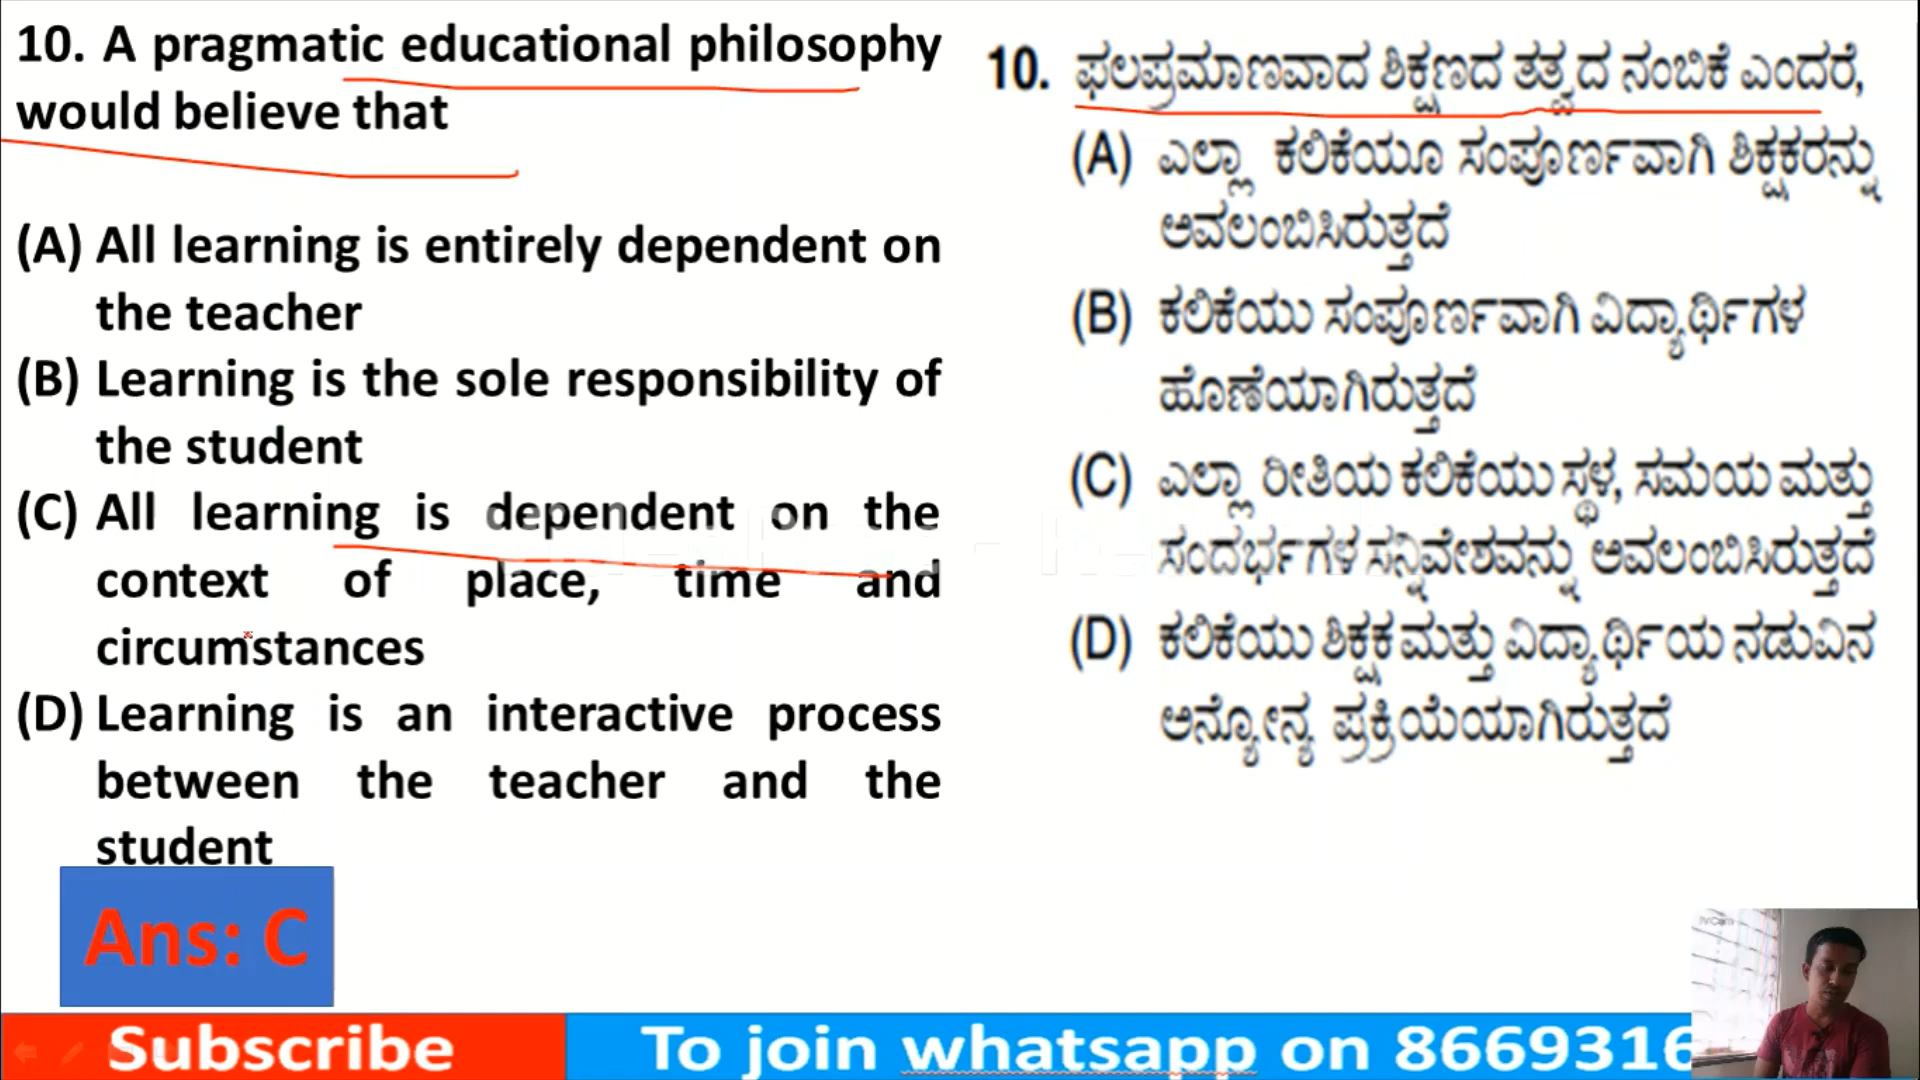 10. A pragmatic educational philosophy
would believe that
(A) All learning is entirely dependent on
the teacher
(B) Learning is the sole responsibility of
the student
(C) All learning is dependent on the
context of place, time and
circumstances
(D) Learning is an interactive process
between the teacher and the
student
Ans: C
10. ಫಲಪ್ರಮಾಣವಾದ ಶಿಕ್ಷಣದ ತತ್ವದ ನಂಬಿಕೆ ಎಂದರೆ,
(A) ಎಲ್ಲಾ ಕಲಿಕೆಯೂ ಸಂಪೂರ್ಣವಾಗಿ ಶಿಕ್ಷಕರನ್ನು
ಅವಲಂಬಿಸಿರುತ್ತದೆ
(B) ಕಲಿಕೆಯು ಸಂಪೂರ್ಣವಾಗಿ ವಿದ್ಯಾರ್ಥಿಗಳ
ಹೊಣೆಯಾಗಿರುತ್ತದೆ
(C) ಎಲ್ಲಾ ರೀತಿಯ ಕಲಿಕೆಯು ಸ್ಥಳ, ಸಮಯ ಮತ್ತು
ಸಂದರ್ಭಗಳ ಸನ್ನಿವೇಶವನ್ನು ಅವಲಂಬಿಸಿರುತ್ತದೆ
(D) ಕಲಿಕೆಯು ಶಿಕ್ಷಕ ಮತ್ತು ವಿದ್ಯಾರ್ಥಿಯ ನಡುವಿನ
ಅನ್ಯೋನ್ಯ ಪ್ರಕ್ರಿಯೆಯಾಗಿರುತ್ತದೆ
Subscribe
To join whatsapp on 8669316